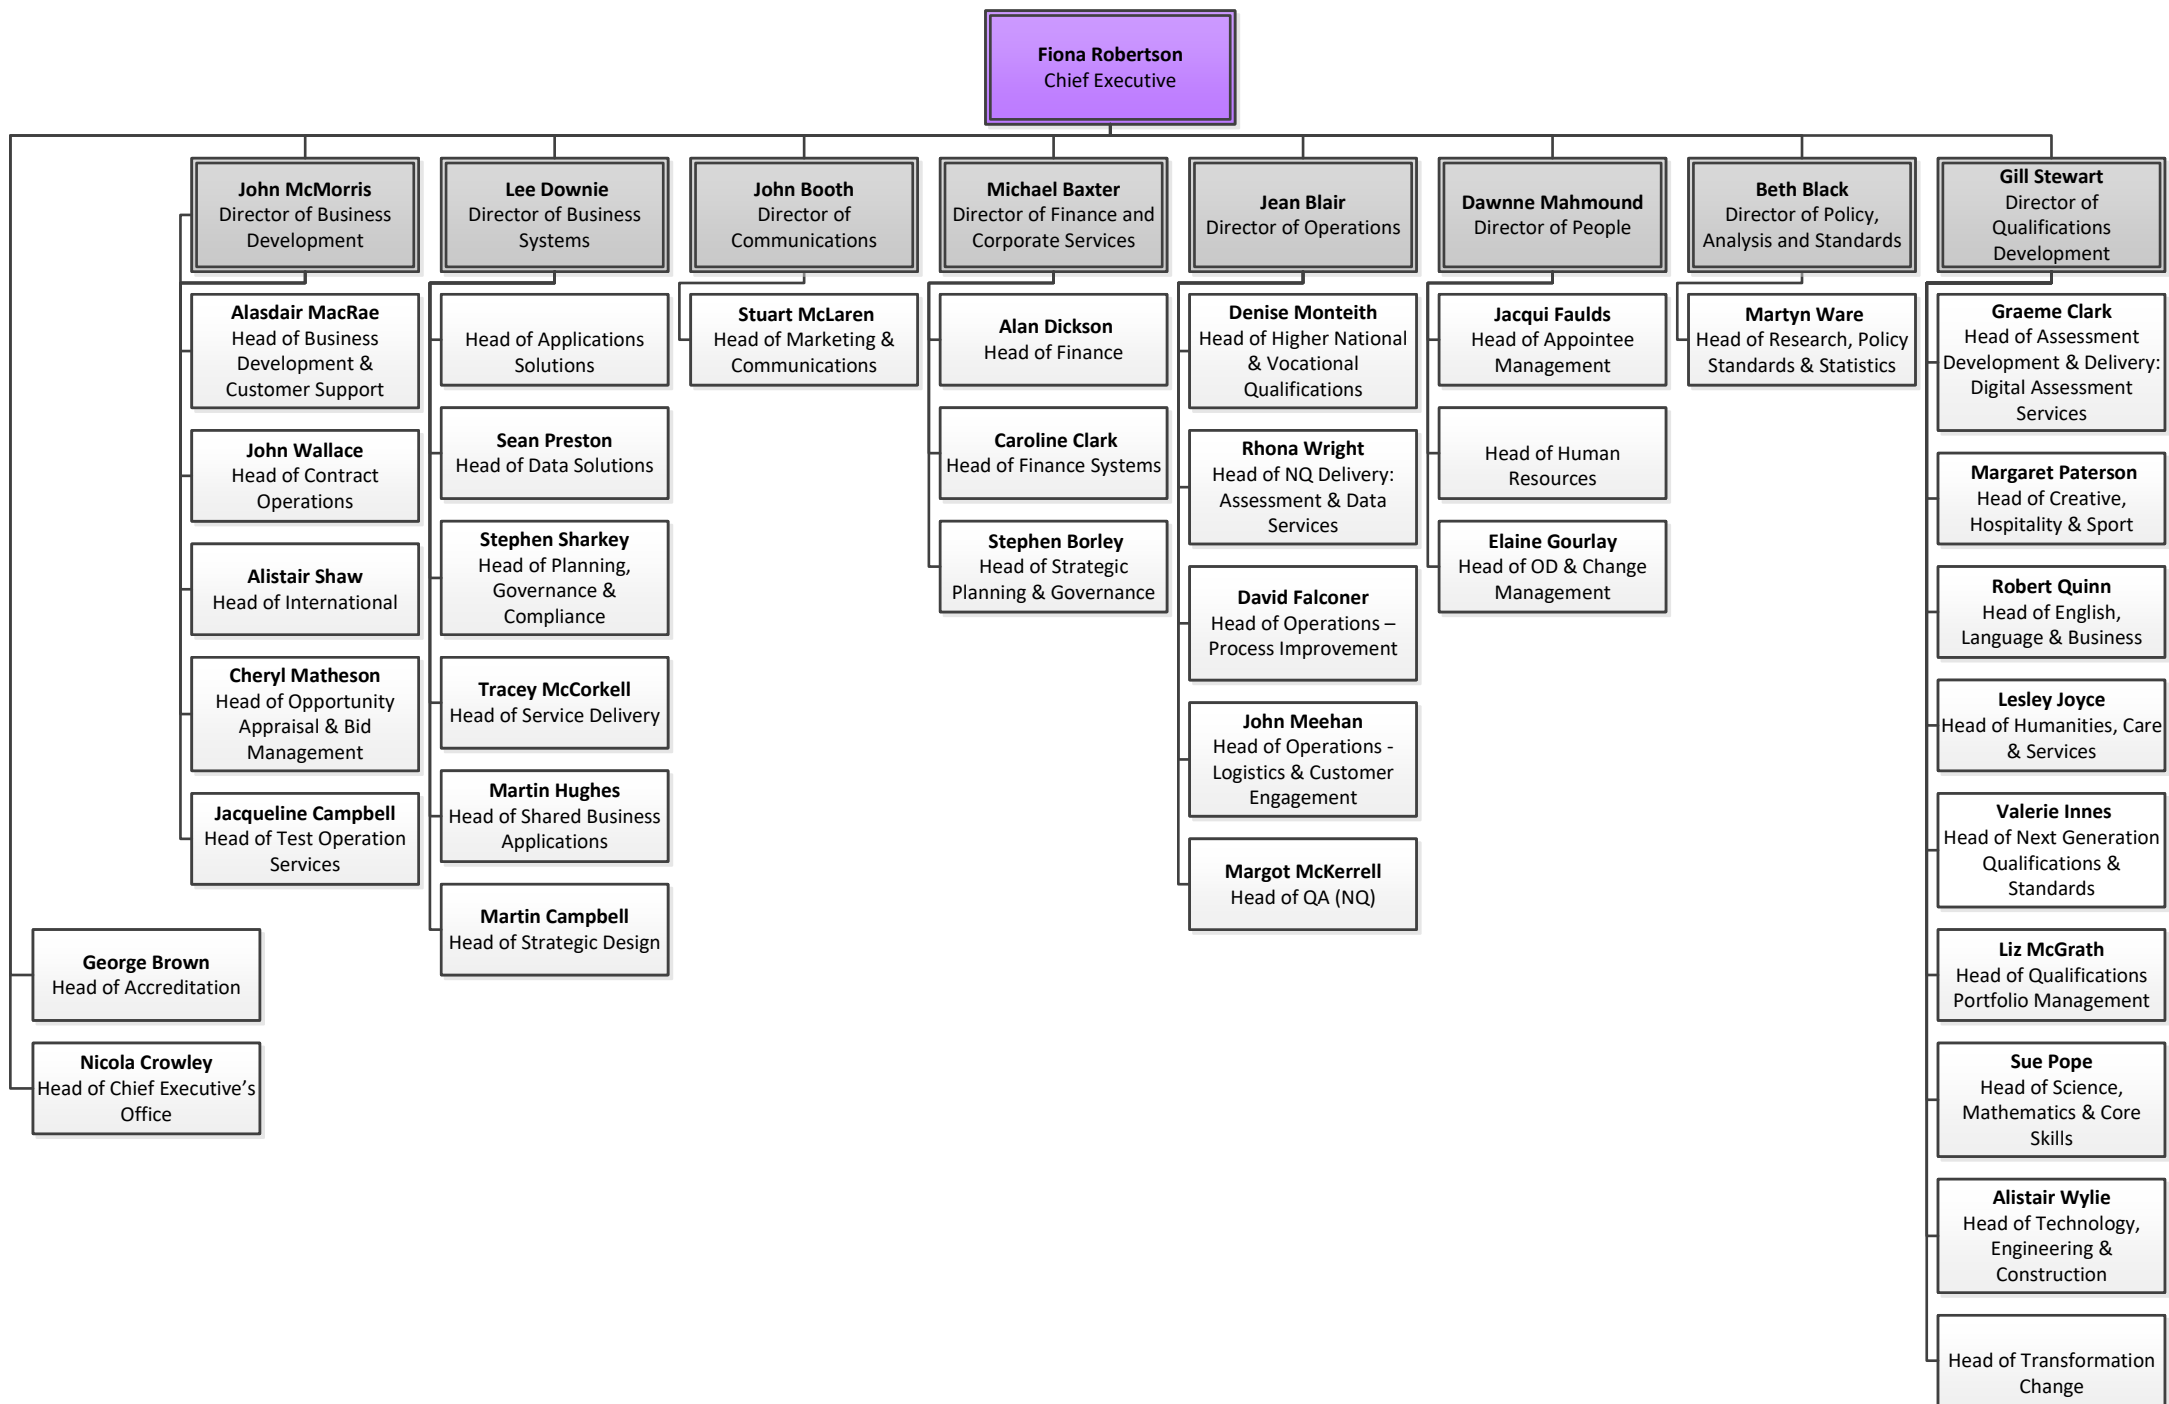 Fiona Robertson
Chief Executive
John McMorris
Director of Business
Development
Lee Downie
Director of Business
Systems
John Booth
Director of
Communications
Michael Baxter
Director of Finance and
Corporate Services
Jean Blair
Director of Operations
Dawnne Mahmound
Director of People
Beth Black
Director of Policy,
Analysis and Standards
Gill Stewart
Director of
Qualifications
Development
Alasdair MacRae
Head of Business
Development &
Customer Support
John Wallace
Head of Contract
Operations
Alistair Shaw
Head of International
Cheryl Matheson
Head of Opportunity
Appraisal & Bid
Management
Jacqueline Campbell
Head of Test Operation
Services
Head of Applications
Solutions
Sean Preston
Head of Data Solutions
Stephen Sharkey
Head of Planning,
Governance &
Compliance
Tracey McCorkell
Head of Service Delivery
Martin Hughes
Head of Shared Business
Applications
Martin Campbell
Head of Strategic Design
Stuart McLaren
Head of Marketing &
Communications
Alan Dickson
Head of Finance
Caroline Clark
Head of Finance Systems
Stephen Borley
Head of Strategic
Planning & Governance
Denise Monteith
Head of Higher National
& Vocational
Qualifications
Rhona Wright
Head of NQ Delivery:
Assessment & Data
Services
David Falconer
Head of Operations –
Process Improvement
John Meehan
Head of Operations -
Logistics & Customer
Engagement
Margot McKerrell
Head of QA (NQ)
Jacqui Faulds
Head of Appointee
Management
Head of Human
Resources
Elaine Gourlay
Head of OD & Change
Management
Martyn Ware
Head of Research, Policy
Standards & Statistics
Graeme Clark
Head of Assessment
Development & Delivery:
Digital Assessment
Services
Margaret Paterson
Head of Creative,
Hospitality & Sport
Robert Quinn
Head of English,
Language & Business
Lesley Joyce
Head of Humanities, Care
& Services
Valerie Innes
Head of Next Generation
Qualifications &
Standards
Liz McGrath
Head of Qualifications
Portfolio Management
Sue Pope
Head of Science,
Mathematics & Core
Skills
Alistair Wylie
Head of Technology,
Engineering &
Construction
Head of Transformation
Change
George Brown
Head of Accreditation
Nicola Crowley
Head of Chief Executive’s
Office